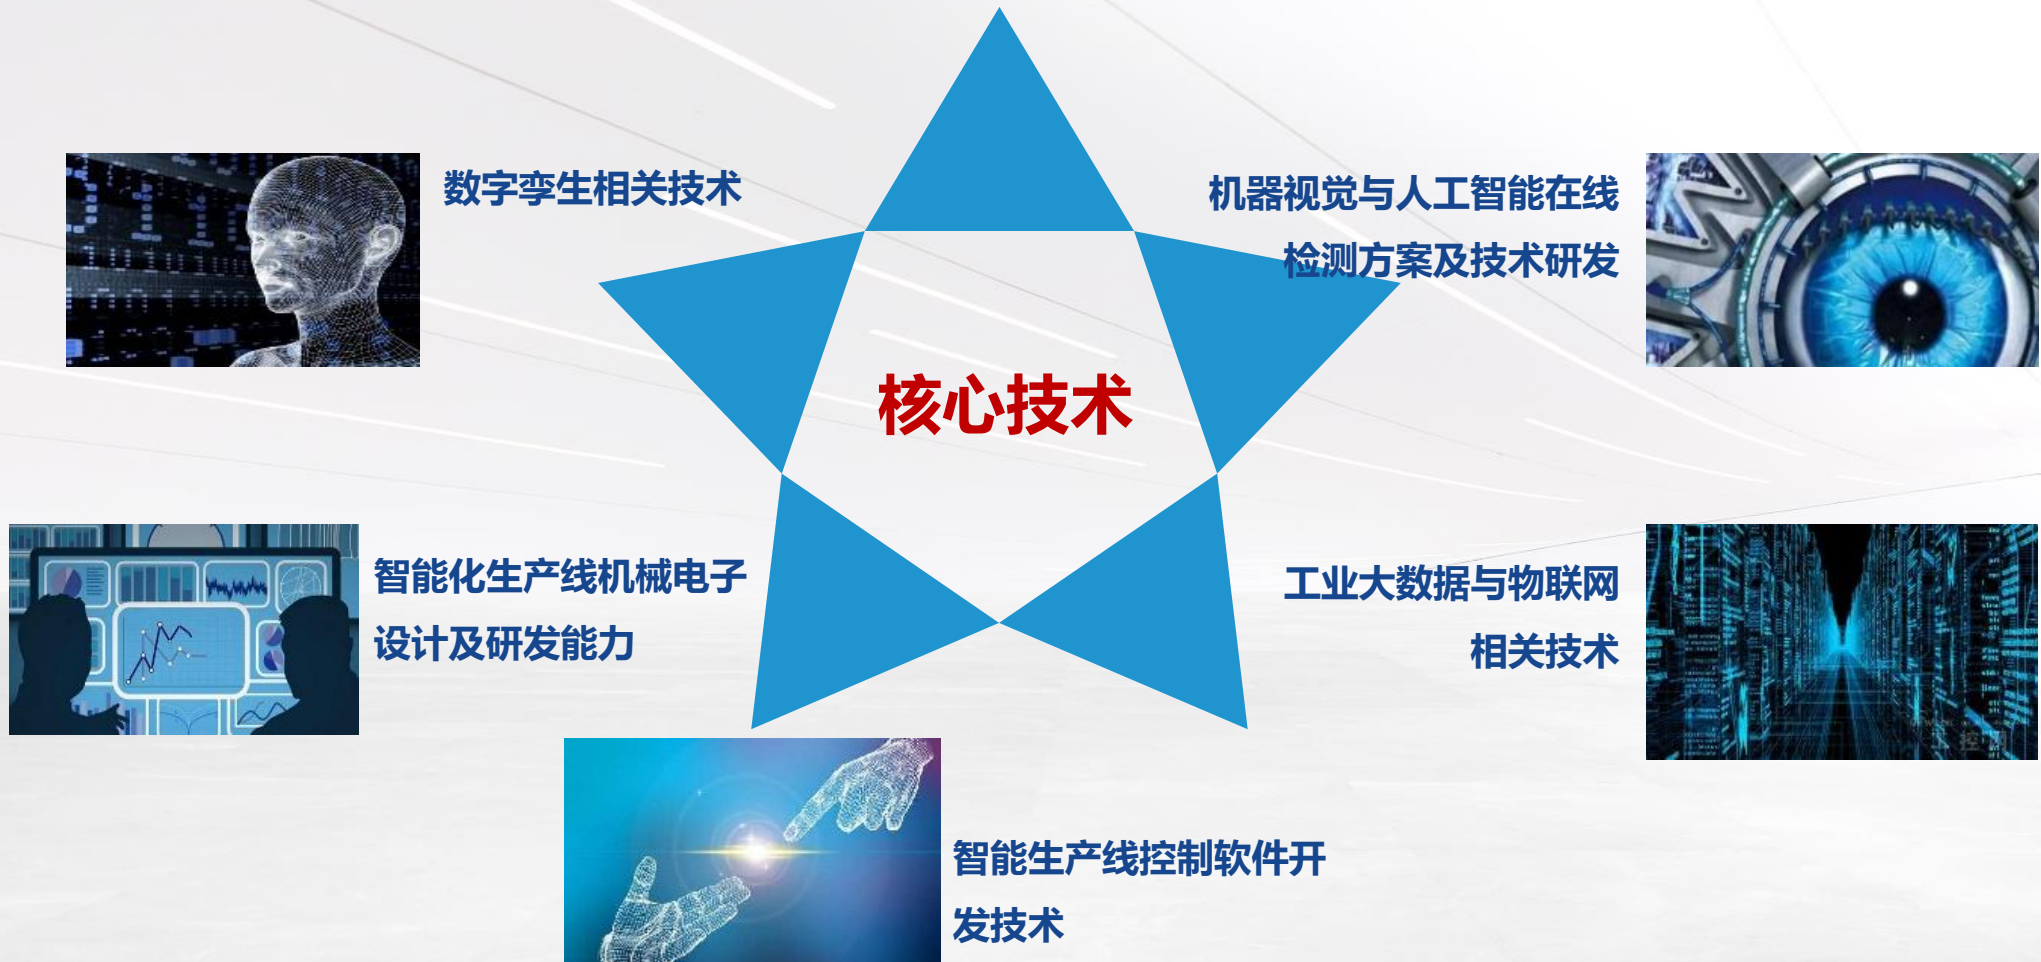 数字孪生相关技术
机器视觉与人工智能在线
检测方案及技术研发
核心技术
智能化生产线机械电子
设计及研发能力
工业大数据与物联网
相关技术
智能生产线控制软件开
发技术